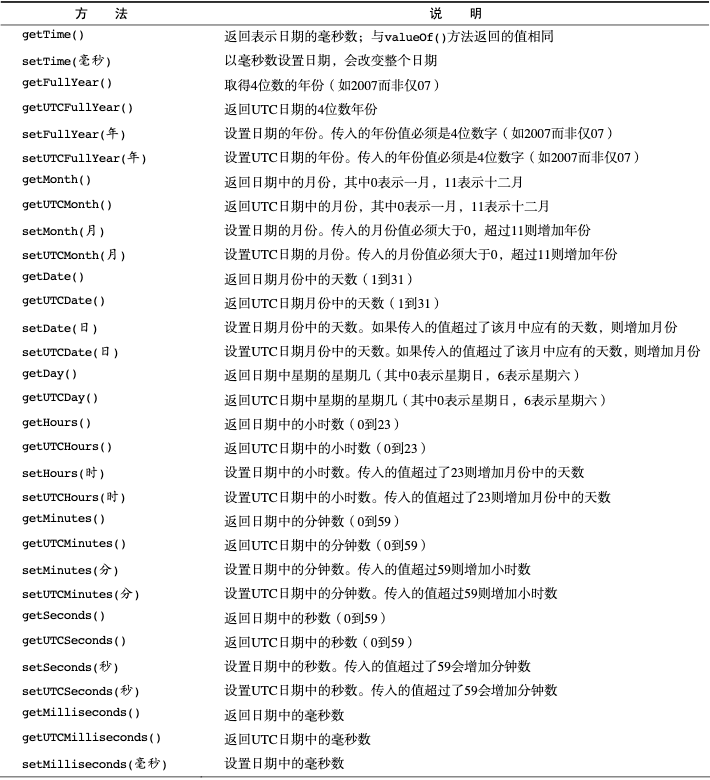 方 法 说 明
getTime() 返回表示日期的毫秒数；与valueOf()方法返回的值相同
setTime(毫秒) 以毫秒数设置日期，会改变整个日期
getFullYear() 取得4位数的年份（如2007而非仅07）
getUTCFullYear() 返回UTC日期的4位数年份
setFullYear(年) 设置日期的年份。传入的年份值必须是4位数字（如2007而非仅07）
setUTCFullYear(年) 设置UTC日期的年份。传入的年份值必须是4位数字（如2007而非仅07）
getMonth() 返回日期中的月份，其中0表示一月，11表示十二月
getUTCMonth() 返回UTC日期中的月份，其中0表示一月，11表示十二月
setMonth(月) 设置日期的月份。传入的月份值必须大于0，超过11则增加年份
setUTCMonth(月) 设置UTC日期的月份。传入的月份值必须大于0，超过11则增加年份
getDate() 返回日期月份中的天数（1到31）
getUTCDate() 返回UTC日期月份中的天数（1到31）
setDate(日) 设置日期月份中的天数。如果传入的值超过了该月中应有的天数，则增加月份
setUTCDate(日) 设置UTC日期月份中的天数。如果传入的值超过了该月中应有的天数，则增加月份
getDay() 返回日期中星期的星期几（其中0表示星期日，6表示星期六）
getUTCDay() 返回UTC日期中星期的星期几（其中0表示星期日，6表示星期六）
getHours() 返回日期中的小时数（0到23）
getUTCHours() 返回UTC日期中的小时数（0到23）
setHours(时) 设置日期中的小时数。传入的值超过了23则增加月份中的天数
setUTCHours(时) 设置UTC日期中的小时数。传入的值超过了23则增加月份中的天数
getMinutes() 返回日期中的分钟数（0到59）
getUTCMinutes() 返回UTC日期中的分钟数（0到59）
setMinutes(分) 设置日期中的分钟数。传入的值超过59则增加小时数
setUTCMinutes(分) 设置UTC日期中的分钟数。传入的值超过59则增加小时数
getSeconds() 返回日期中的秒数（0到59）
getUTCSeconds() 返回UTC日期中的秒数（0到59）
setSeconds(秒) 设置日期中的秒数。传入的值超过了59会增加分钟数
setUTCSeconds(秒) 设置UTC日期中的秒数。传入的值超过了59会增加分钟数
getMilliseconds() 返回日期中的毫秒数
getUTCMilliseconds() 返回UTC日期中的毫秒数
setMilliseconds(毫秒) 设置日期中的毫秒数